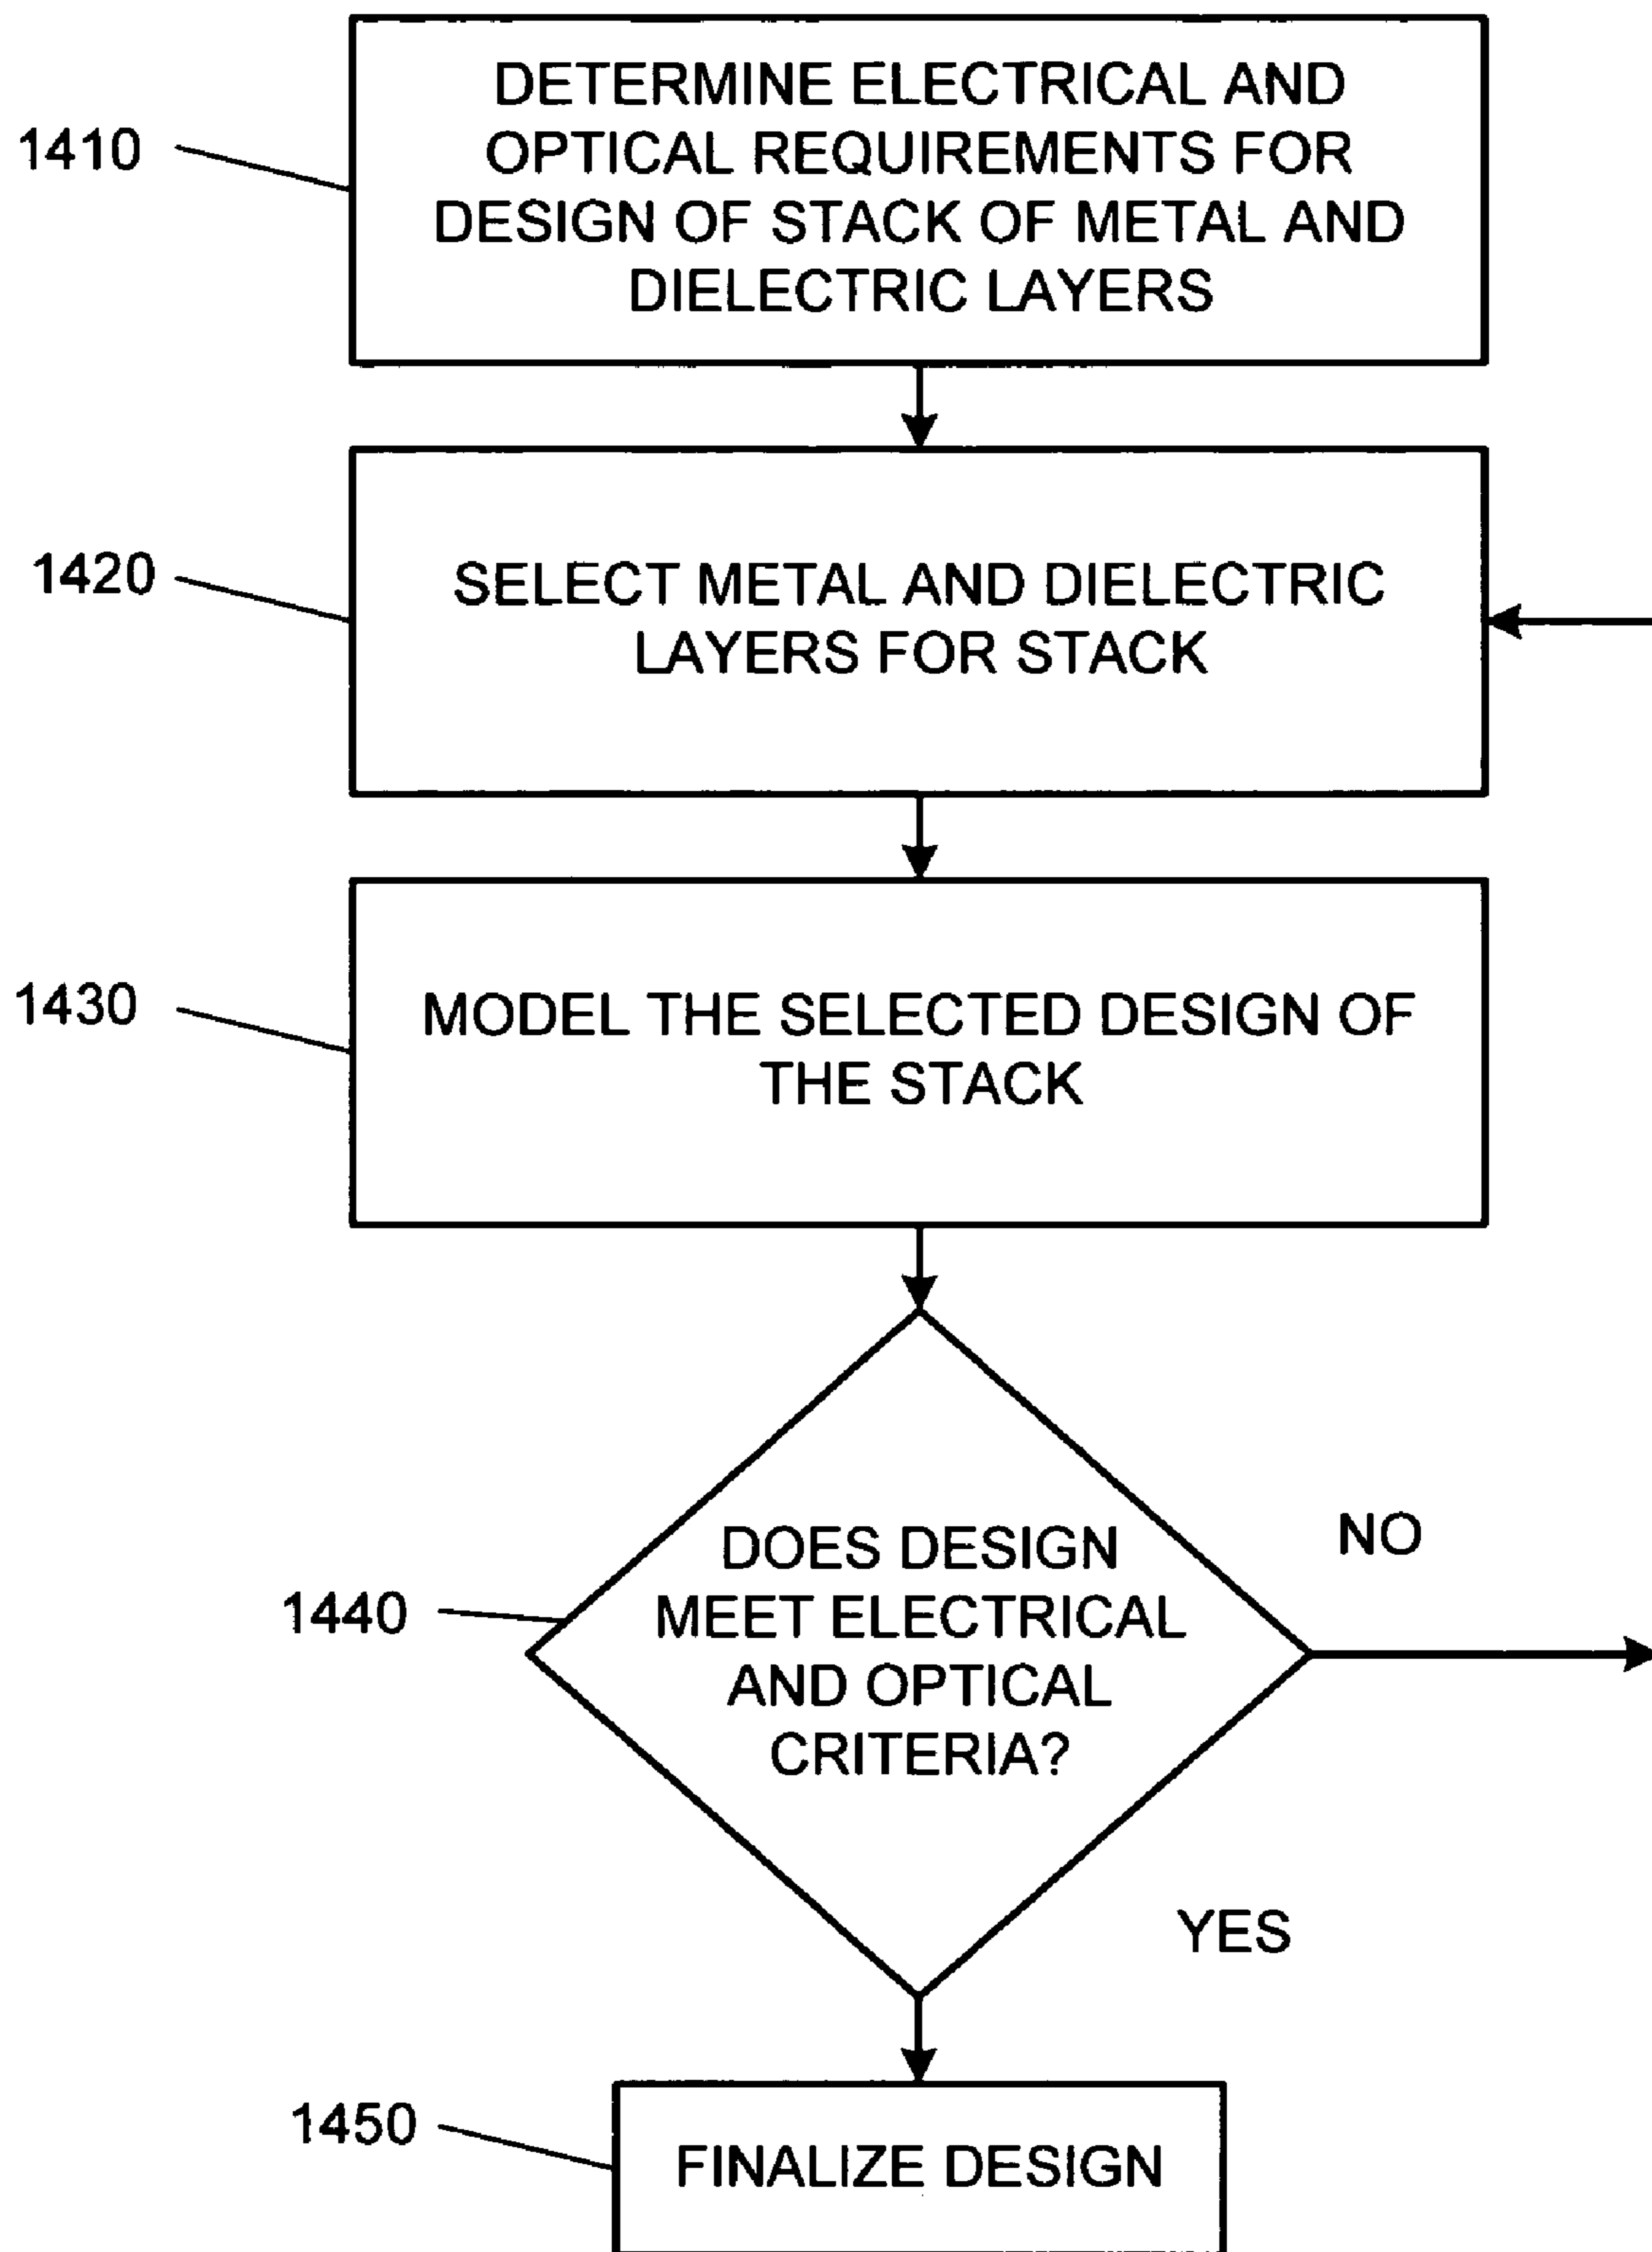 1410
DETERMINE ELECTRICAL AND
OPTICAL REQUIREMENTS FOR
DESIGN OF STACK OF METAL AND
DIELECTRIC LAYERS
1420
SELECT METAL AND DIELECTRIC
LAYERS FOR STACK
1430
MODEL THE SELECTED DESIGN OF
THE STACK
1440
DOES DESIGN
MEET ELECTRICAL
AND OPTICAL
CRITERIA?
NO
YES
1450
FINALIZE DESIGN